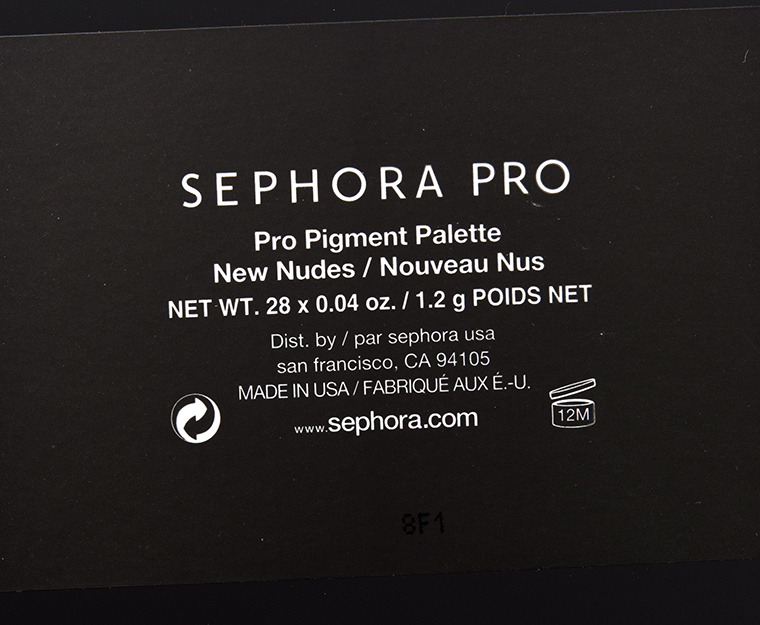 SEPHORA PRO
Pro Pigment Palette
New Nudes / Nouveau Nus
NET WT. 28 x 0.04 oz. / 1.2 g POIDS NET
Dist. by / par sephora usa
san francisco, CA 94105
MADE IN USA / FABRIQUÉ AUX É.-U.
www.sephora.com
12M
8F1